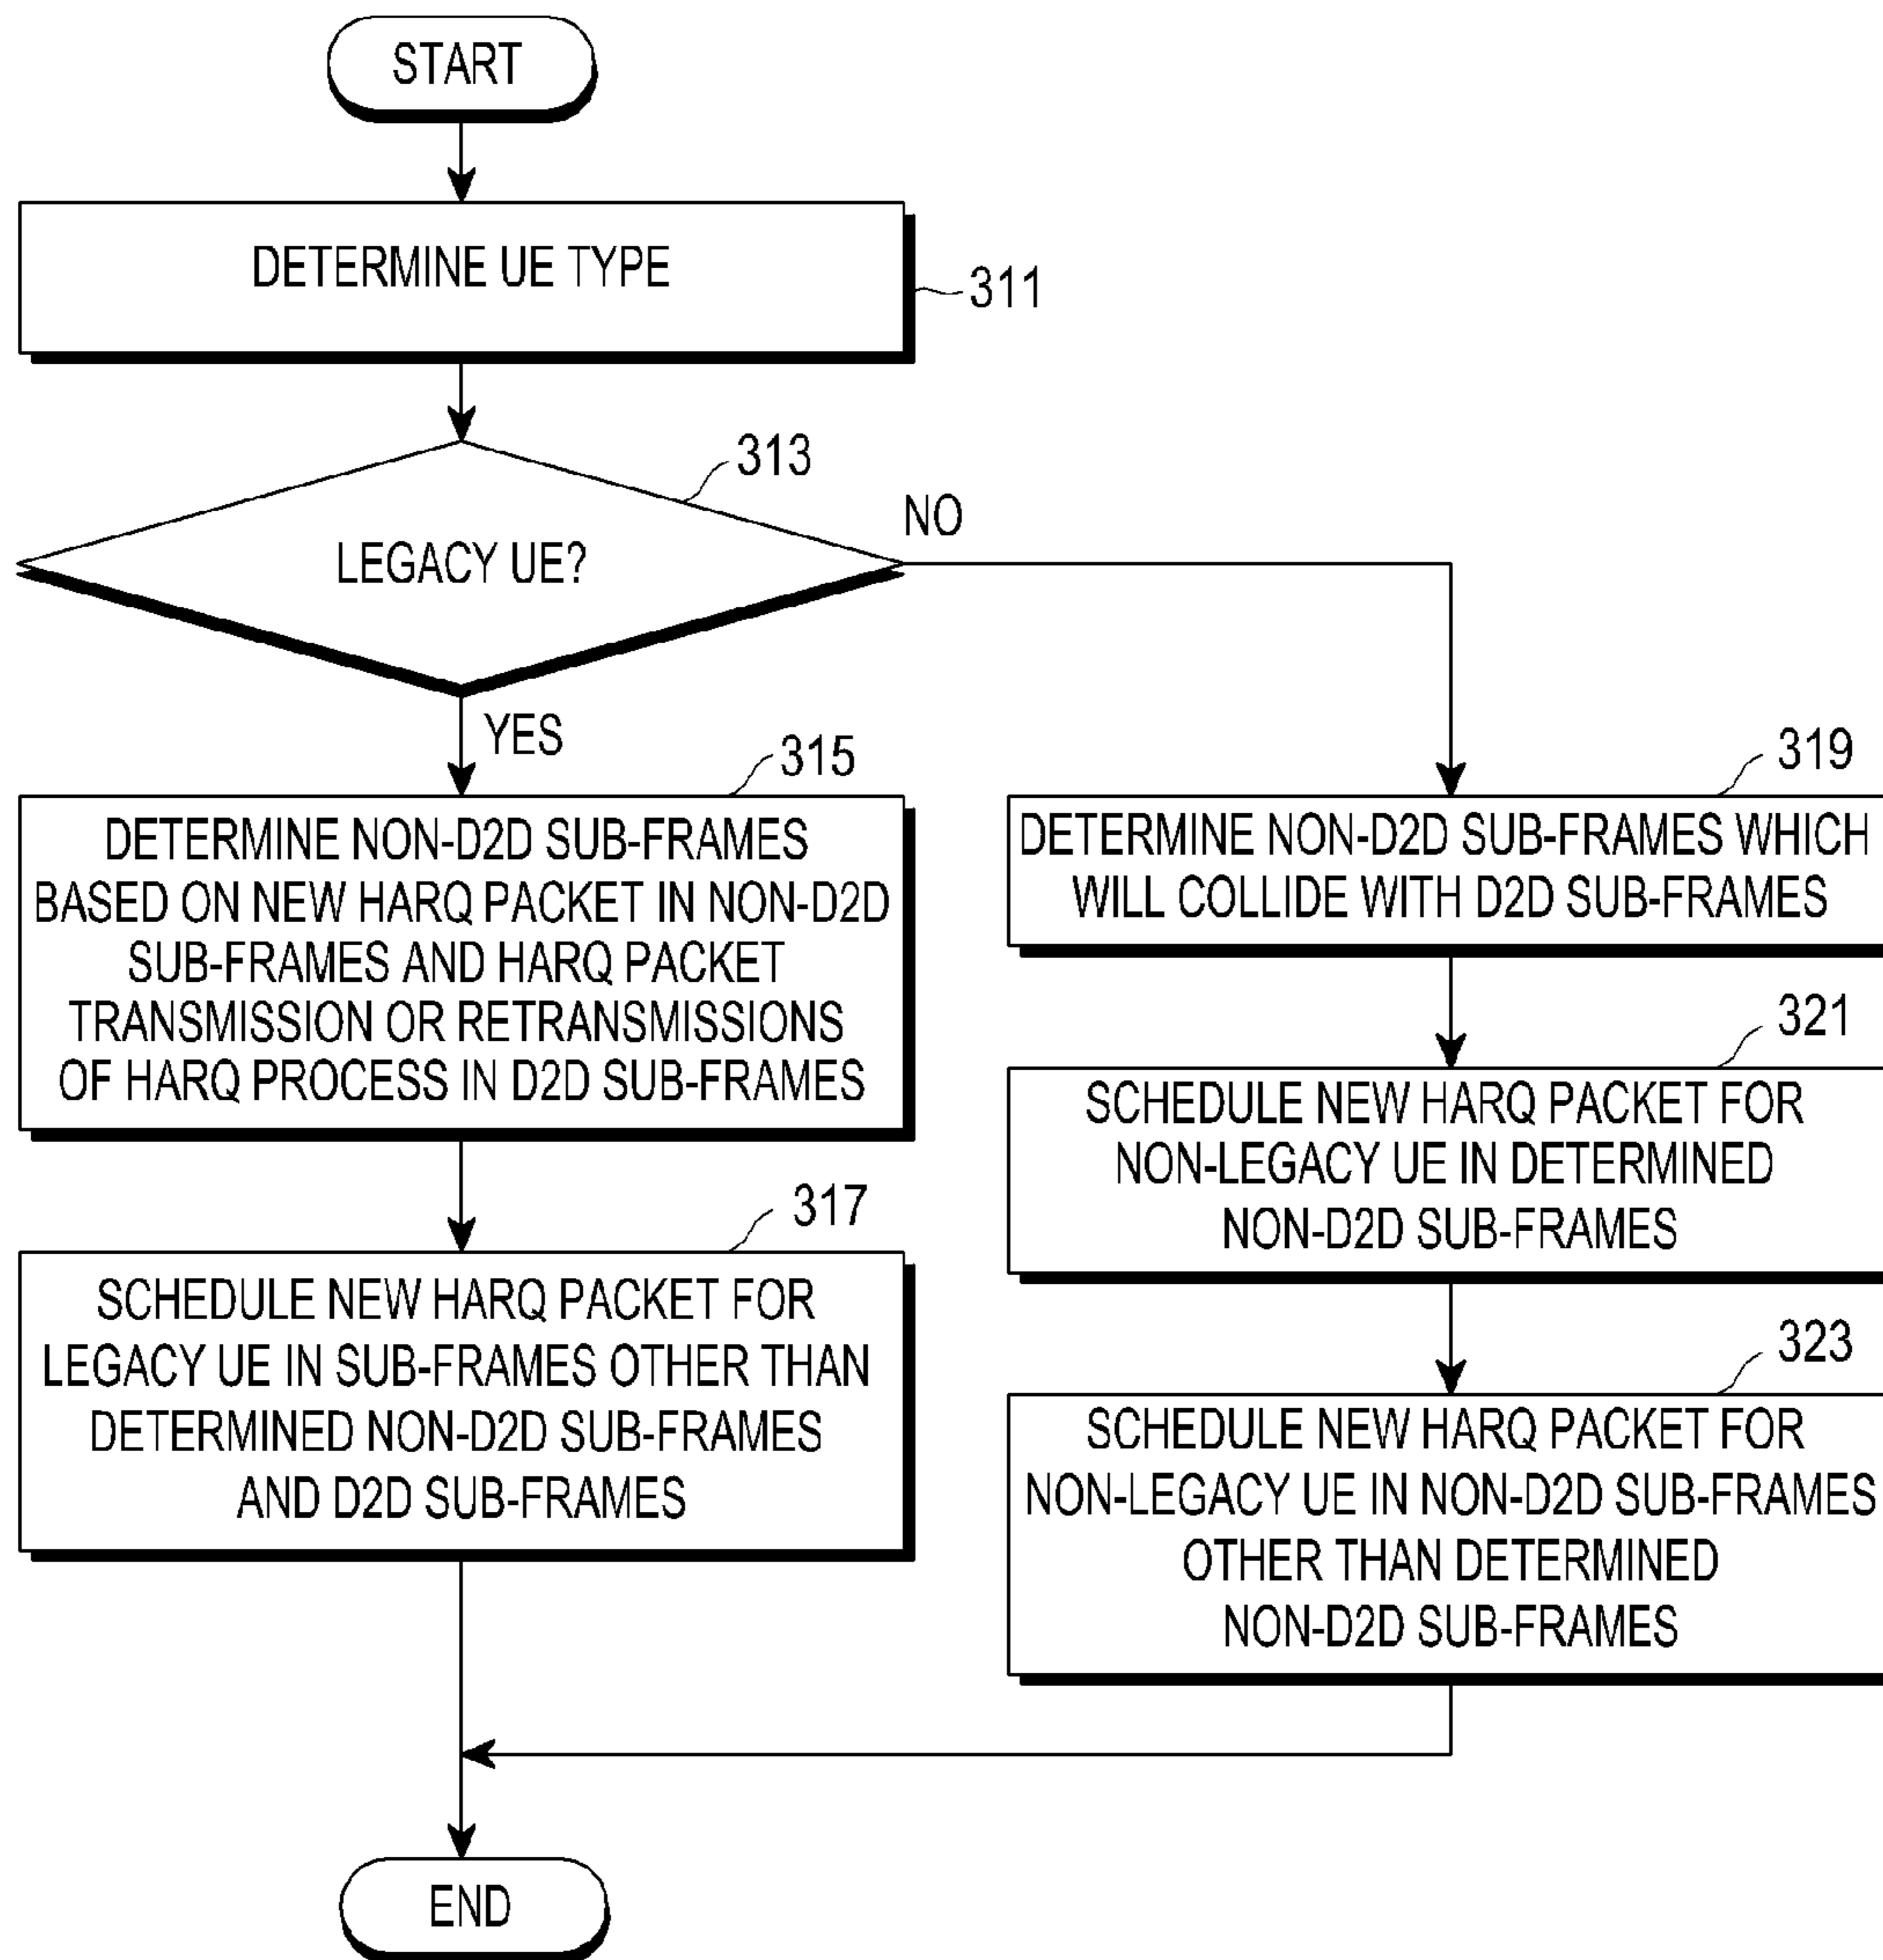 START
DETERMINE UE TYPE
311
313
LEGACY UE?
NO
YES
315
DETERMINE NON-D2D SUB-FRAMES
BASED ON NEW HARQ PACKET IN NON-D2D
SUB-FRAMES AND HARQ PACKET
TRANSMISSION OR RETRANSMISSIONS
OF HARQ PROCESS IN D2D SUB-FRAMES
317
SCHEDULE NEW HARQ PACKET FOR
LEGACY UE IN SUB-FRAMES OTHER THAN
DETERMINED NON-D2D SUB-FRAMES
AND D2D SUB-FRAMES
319
DETERMINE NON-D2D SUB-FRAMES WHICH
WILL COLLIDE WITH D2D SUB-FRAMES
321
SCHEDULE NEW HARQ PACKET FOR
NON-LEGACY UE IN DETERMINED
NON-D2D SUB-FRAMES
323
SCHEDULE NEW HARQ PACKET FOR
NON-LEGACY UE IN NON-D2D SUB-FRAMES
OTHER THAN DETERMINED
NON-D2D SUB-FRAMES
END